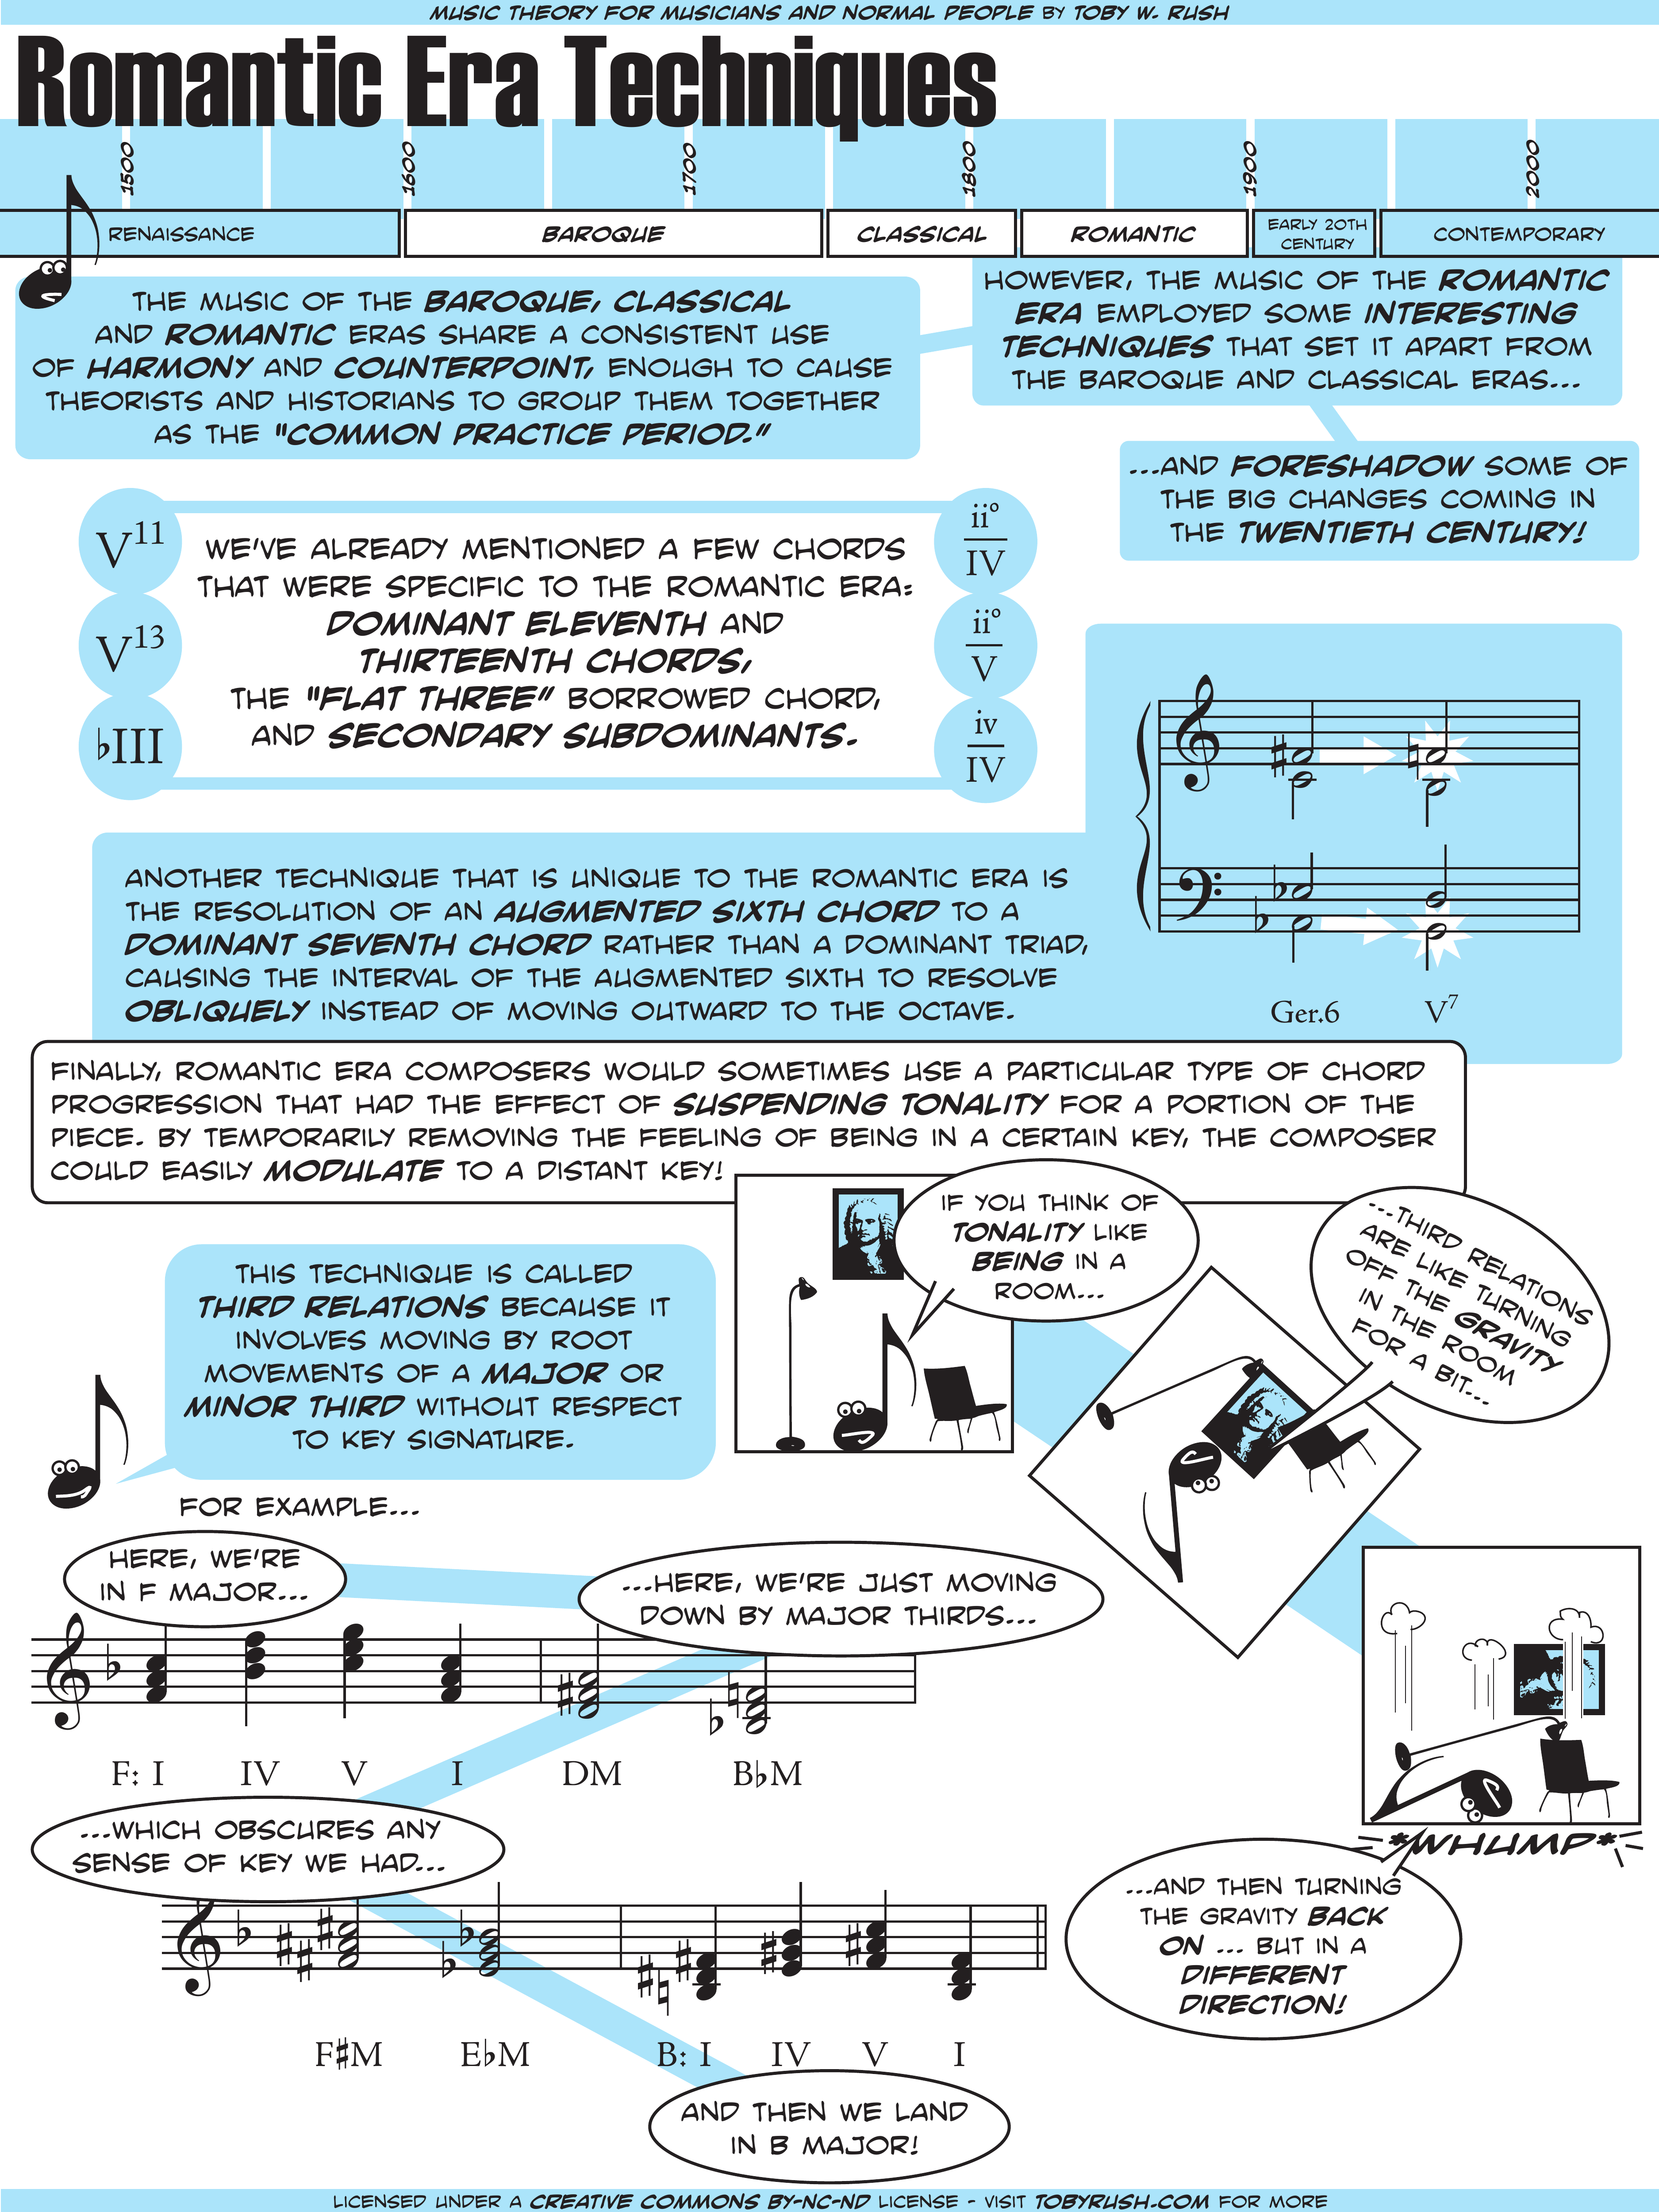 MUSIC THEORY FOR MUSICIANS AND NORMAL PEOPLE BY TOBY W. RUSH
Romantic Era Techniques
1500
1600
1700
1800
1900
2000
RENAISSANCE
BAROQUE
CLASSICAL
ROMANTIC
EARLY 20TH
CENTURY
CONTEMPORARY
THE MUSIC OF THE BAROQUE, CLASSICAL
AND ROMANTIC ERAS SHARE A CONSISTENT USE
OF HARMONY AND COUNTERPOINT, ENOUGH TO CAUSE
THEORISTS AND HISTORIANS TO GROUP THEM TOGETHER
AS THE "COMMON PRACTICE PERIOD."
HOWEVER, THE MUSIC OF THE ROMANTIC
ERA EMPLOYED SOME INTERESTING
TECHNIQUES THAT SET IT APART FROM
THE BAROQUE AND CLASSICAL ERAS...
...AND FORESHADOW SOME OF
THE BIG CHANGES COMING IN
THE TWENTIETH CENTURY!
V11
V13
♭III
WE'VE ALREADY MENTIONED A FEW CHORDS
THAT WERE SPECIFIC TO THE ROMANTIC ERA:
DOMINANT ELEVENTH AND
THIRTEENTH CHORDS,
THE "FLAT THREE" BORROWED CHORD,
AND SECONDARY SUBDOMINANTS.
iiº
IV
iiº
V
iv
IV
ANOTHER TECHNIQUE THAT IS UNIQUE TO THE ROMANTIC ERA IS
THE RESOLUTION OF AN AUGMENTED SIXTH CHORD TO A
DOMINANT SEVENTH CHORD RATHER THAN A DOMINANT TRIAD,
CAUSING THE INTERVAL OF THE AUGMENTED SIXTH TO RESOLVE
OBLIQUELY INSTEAD OF MOVING OUTWARD TO THE OCTAVE.
Ger.6 V7
FINALLY, ROMANTIC ERA COMPOSERS WOULD SOMETIMES USE A PARTICULAR TYPE OF CHORD
PROGRESSION THAT HAD THE EFFECT OF SUSPENDING TONALITY FOR A PORTION OF THE
PIECE. BY TEMPORARILY REMOVING THE FEELING OF BEING IN A CERTAIN KEY, THE COMPOSER
COULD EASILY MODULATE TO A DISTANT KEY!
THIS TECHNIQUE IS CALLED
THIRD RELATIONS BECAUSE IT
INVOLVES MOVING BY ROOT
MOVEMENTS OF A MAJOR OR
MINOR THIRD WITHOUT RESPECT
TO KEY SIGNATURE.
IF YOU THINK OF
TONALITY LIKE
BEING IN A
ROOM...
...THIRD RELATIONS
ARE LIKE TURNING
OFF THE GRAVITY
IN THE ROOM
FOR A BIT...
FOR EXAMPLE...
HERE, WE'RE
IN F MAJOR...
...HERE, WE'RE JUST MOVING
DOWN BY MAJOR THIRDS...
F: I IV V I DM B♭M
...WHICH OBSCURES ANY
SENSE OF KEY WE HAD...
*WHUMP*
...AND THEN TURNING
THE GRAVITY BACK
ON ... BUT IN A
DIFFERENT
DIRECTION!
F♯M E♭M B: I IV V I
AND THEN WE LAND
IN B MAJOR!
LICENSED UNDER A CREATIVE COMMONS BY-NC-ND LICENSE - VISIT TOBYRUSH.COM FOR MORE